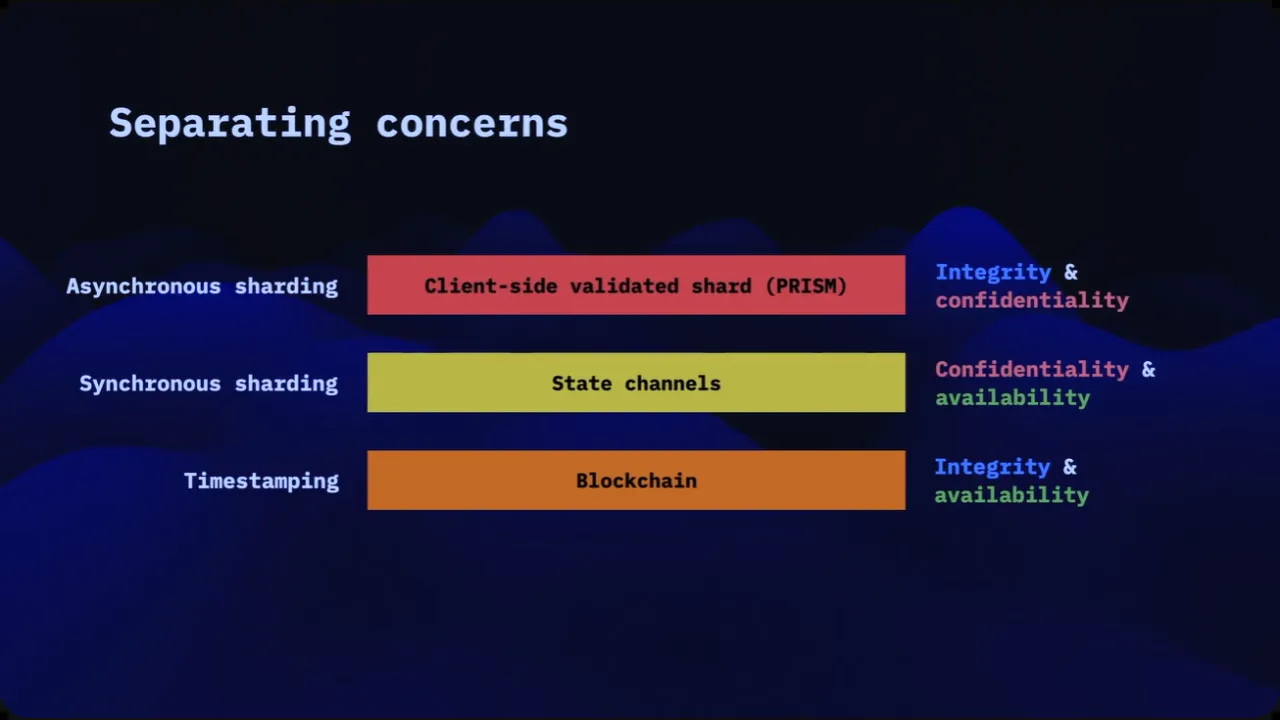 Separating concerns
Asynchronous sharding
Client-side validated shard (PRISM)
Integrity &
confidentiality
Synchronous sharding
State channels
Confidentiality &
availability
Timestamping
Blockchain
Integrity &
availability